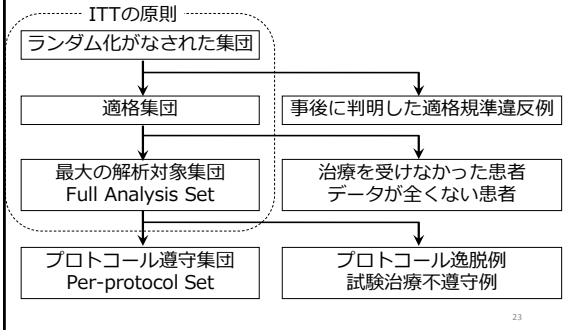 ITTの原則
ランダム化がなされた集団
適格集団
事後に判明した適格規準違反例
最大の解析対象集団
Full Analysis Set
治療を受けなかった患者
データが全くない患者
プロトコール遵守集団
Per-protocol Set
プロトコール逸脱例
試験治療不遵守例
23